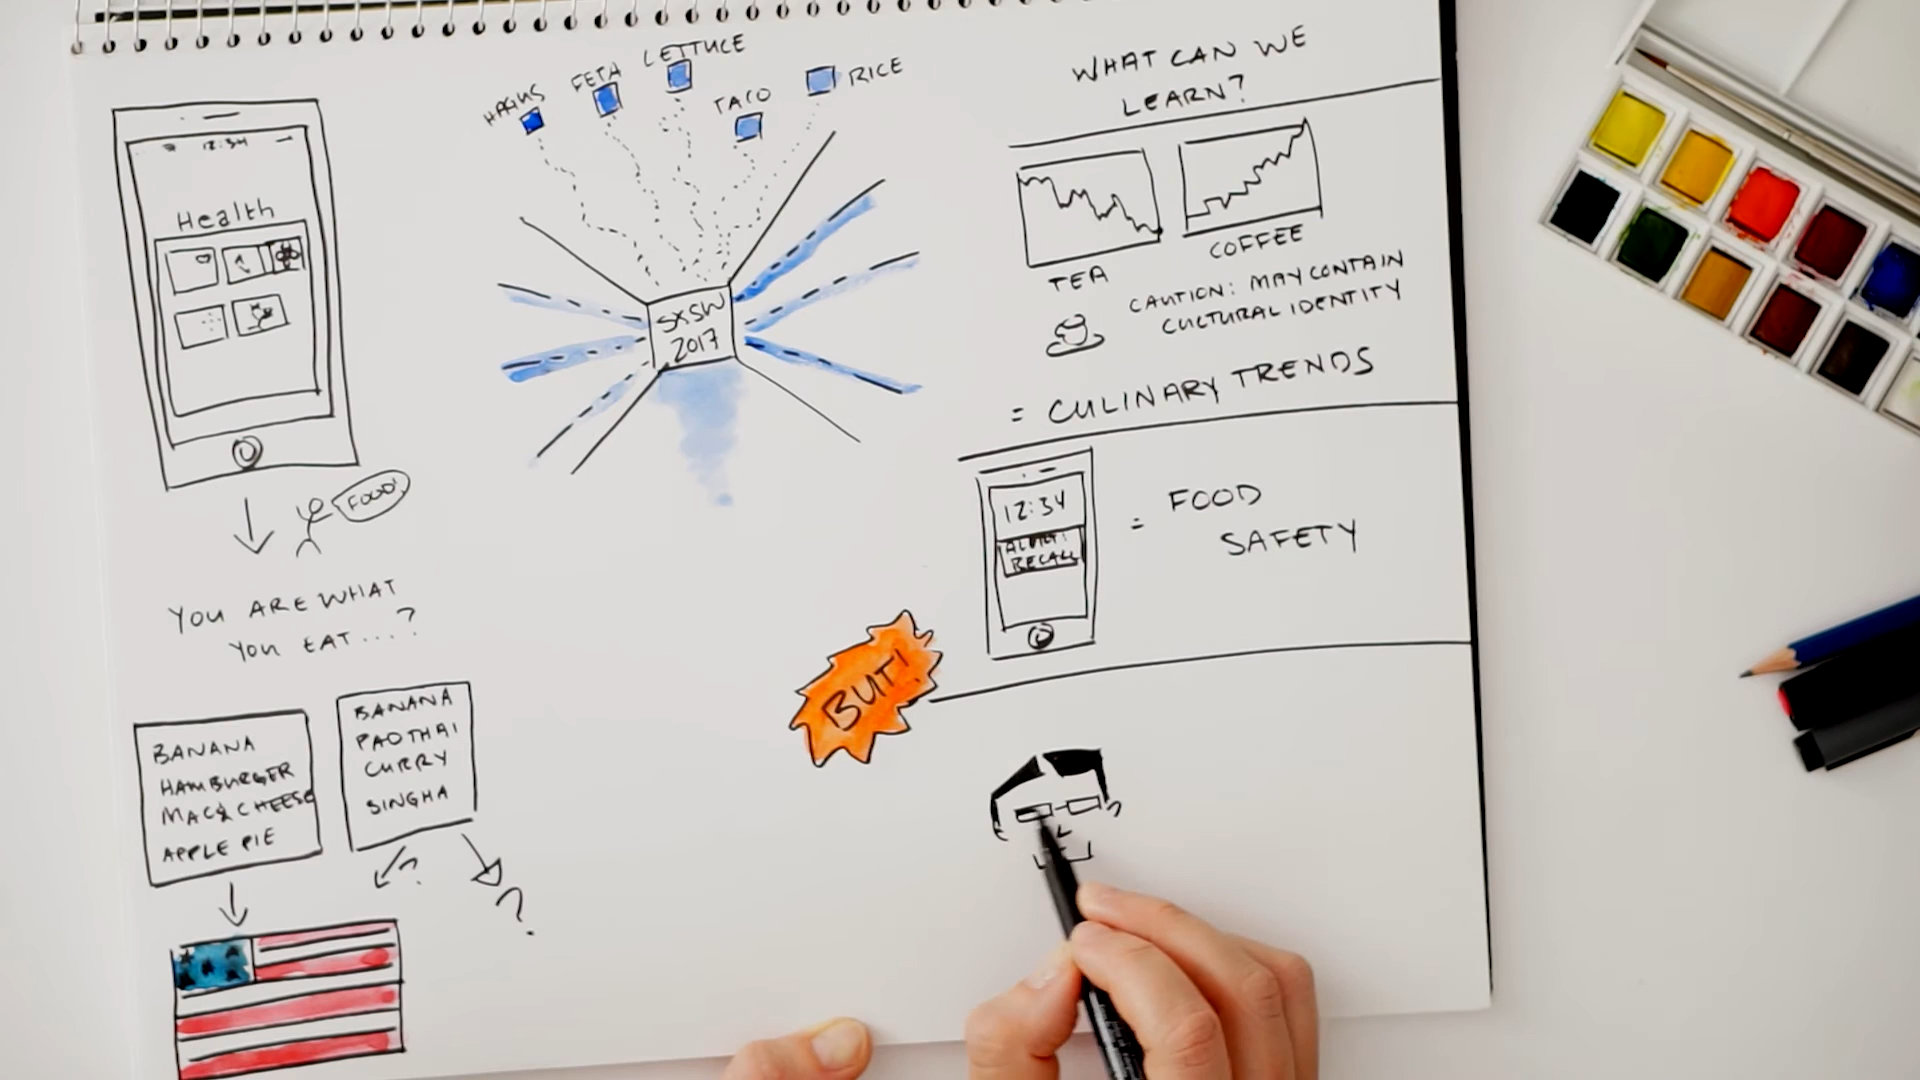 12:34
Health
FOOD!
YOU ARE WHAT
YOU EAT...?
BANANA
HAMBURGER
MAC & CHEESE
APPLE PIE
BANANA
PAD THAI
CURRY
SINGHA
?
?
HAGIUS
FETA
LETTUCE
TACO
RICE
SXSW
2017
WHAT CAN WE
LEARN?
TEA
COFFEE
CAUTION: MAY CONTAIN
CULTURAL IDENTITY
= CULINARY TRENDS
12:34
ALERT!
RECALL
= FOOD
SAFETY
BUT!